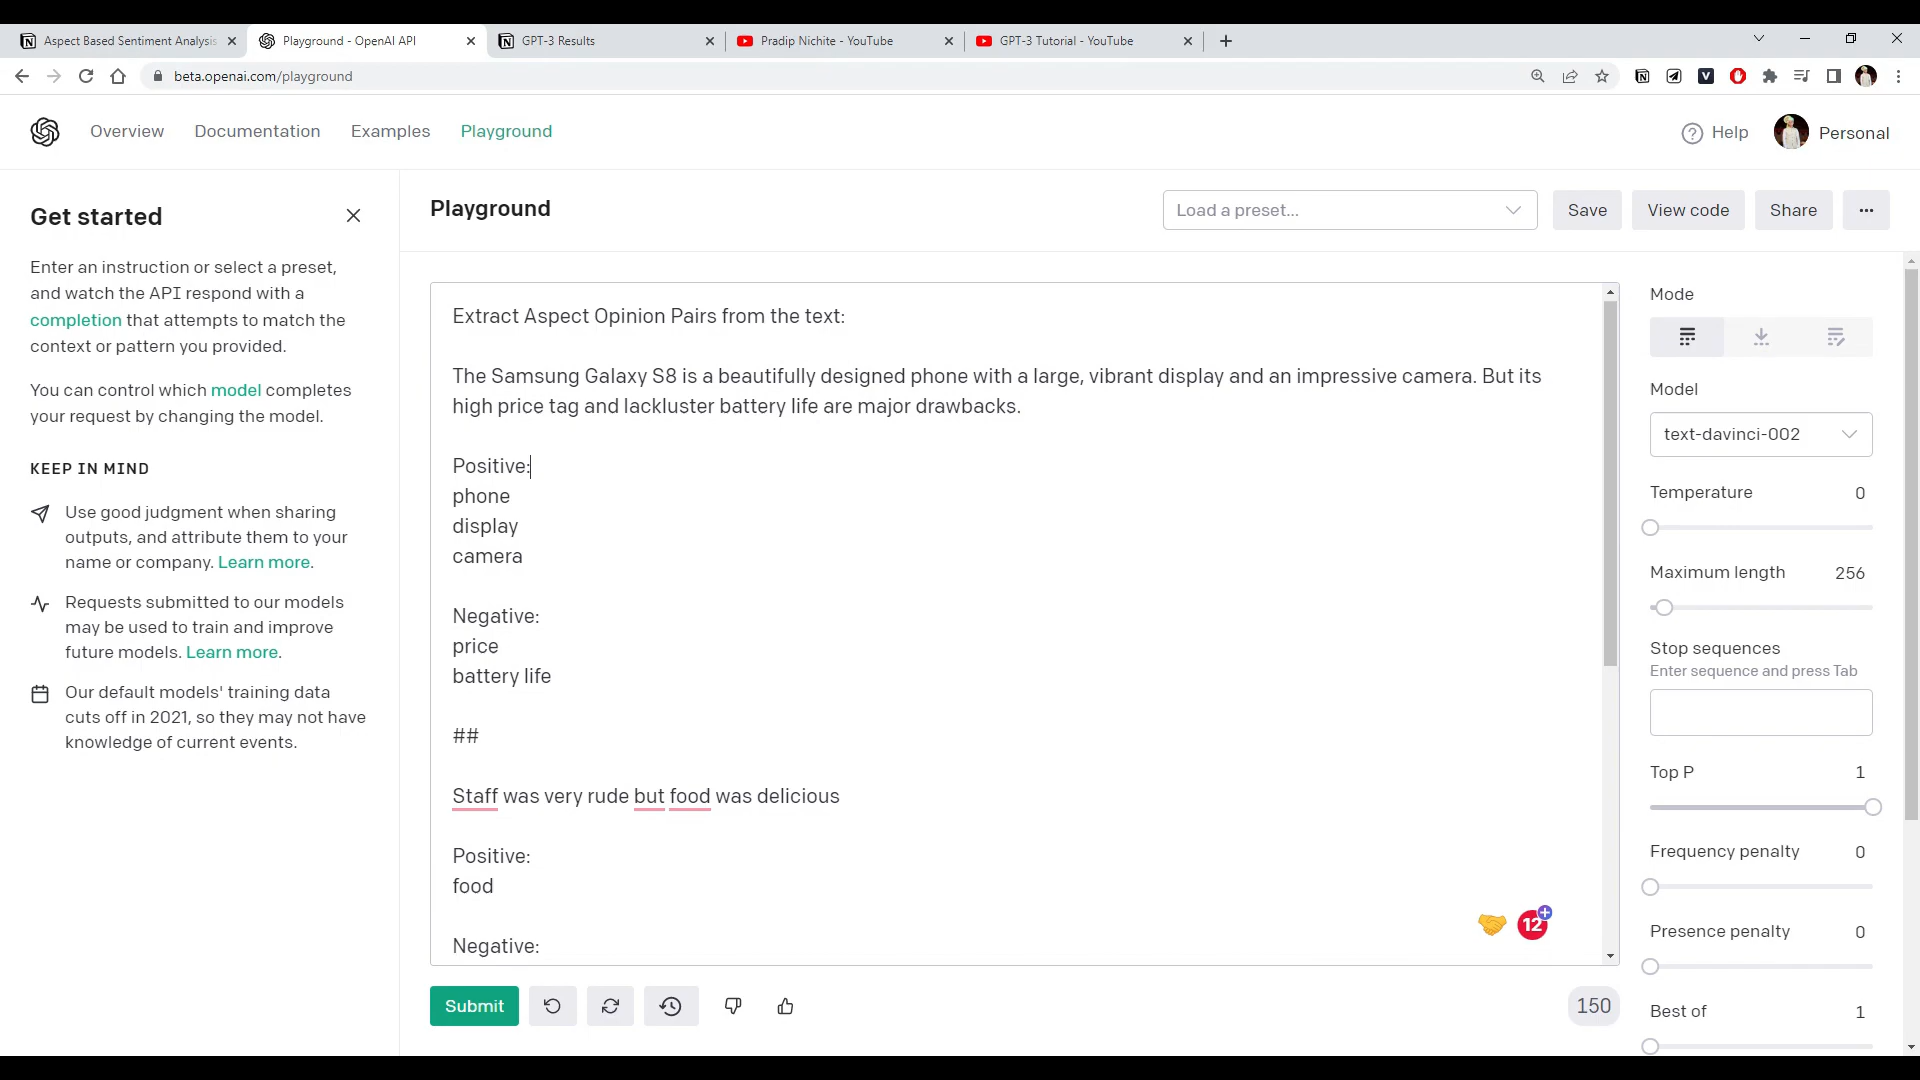 Aspect Based Sentiment Analysis
Playground - OpenAI API
GPT-3 Results
Pradip Nichite - YouTube
GPT-3 Tutorial - YouTube
beta.openai.com/playground
Overview
Documentation
Examples
Playground
Help
Personal
Get started
Enter an instruction or select a preset,
and watch the API respond with a
completion that attempts to match the
context or pattern you provided.
You can control which model completes
your request by changing the model.
KEEP IN MIND
Use good judgment when sharing
outputs, and attribute them to your
name or company. Learn more.
Requests submitted to our models
may be used to train and improve
future models. Learn more.
Our default models' training data
cuts off in 2021, so they may not have
knowledge of current events.
Playground
Load a preset...
Save
View code
Share
Extract Aspect Opinion Pairs from the text:
The Samsung Galaxy S8 is a beautifully designed phone with a large, vibrant display and an impressive camera. But its
high price tag and lackluster battery life are major drawbacks.
Positive:
phone
display
camera
Negative:
price
battery life
##
Staff was very rude but food was delicious
Positive:
food
Negative:
12
Submit
150
Mode
Model
text-davinci-002
Temperature 0
Maximum length 256
Stop sequences
Enter sequence and press Tab
Top P 1
Frequency penalty 0
Presence penalty 0
Best of 1